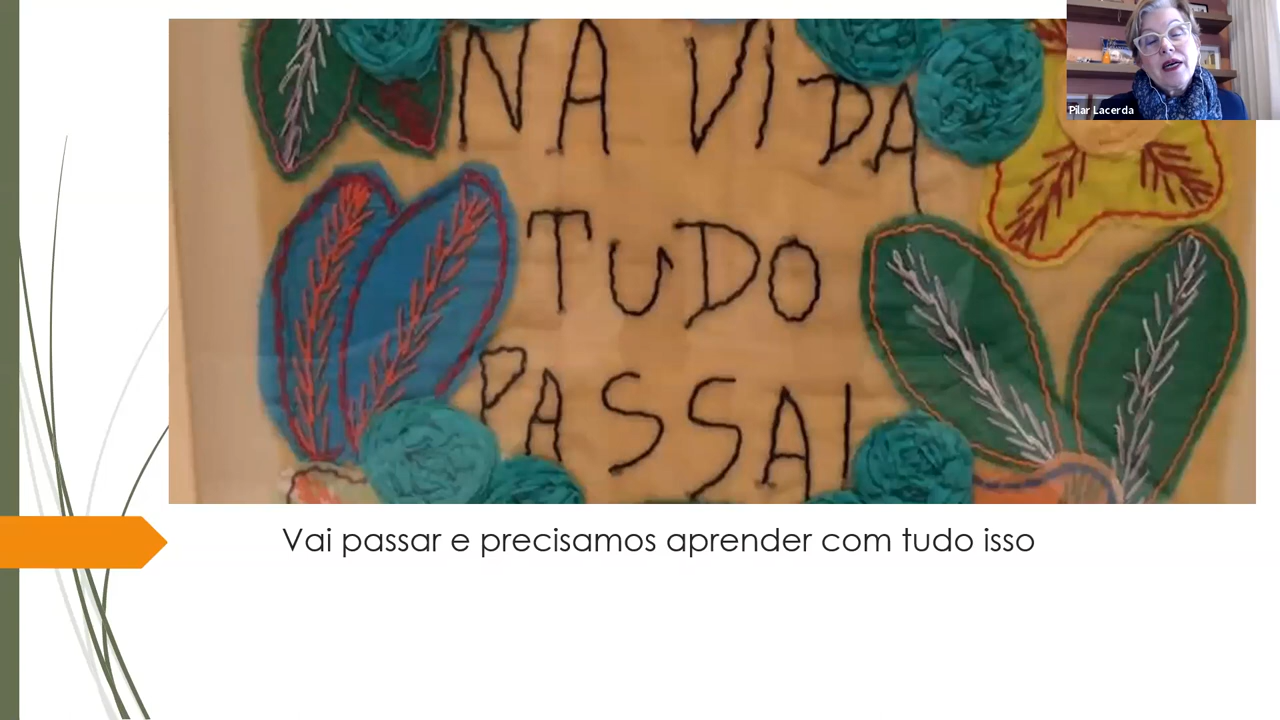 NA VIDA
TUDO
PASSA!
Vai passar e precisamos aprender com tudo isso
Pilar Lacerda